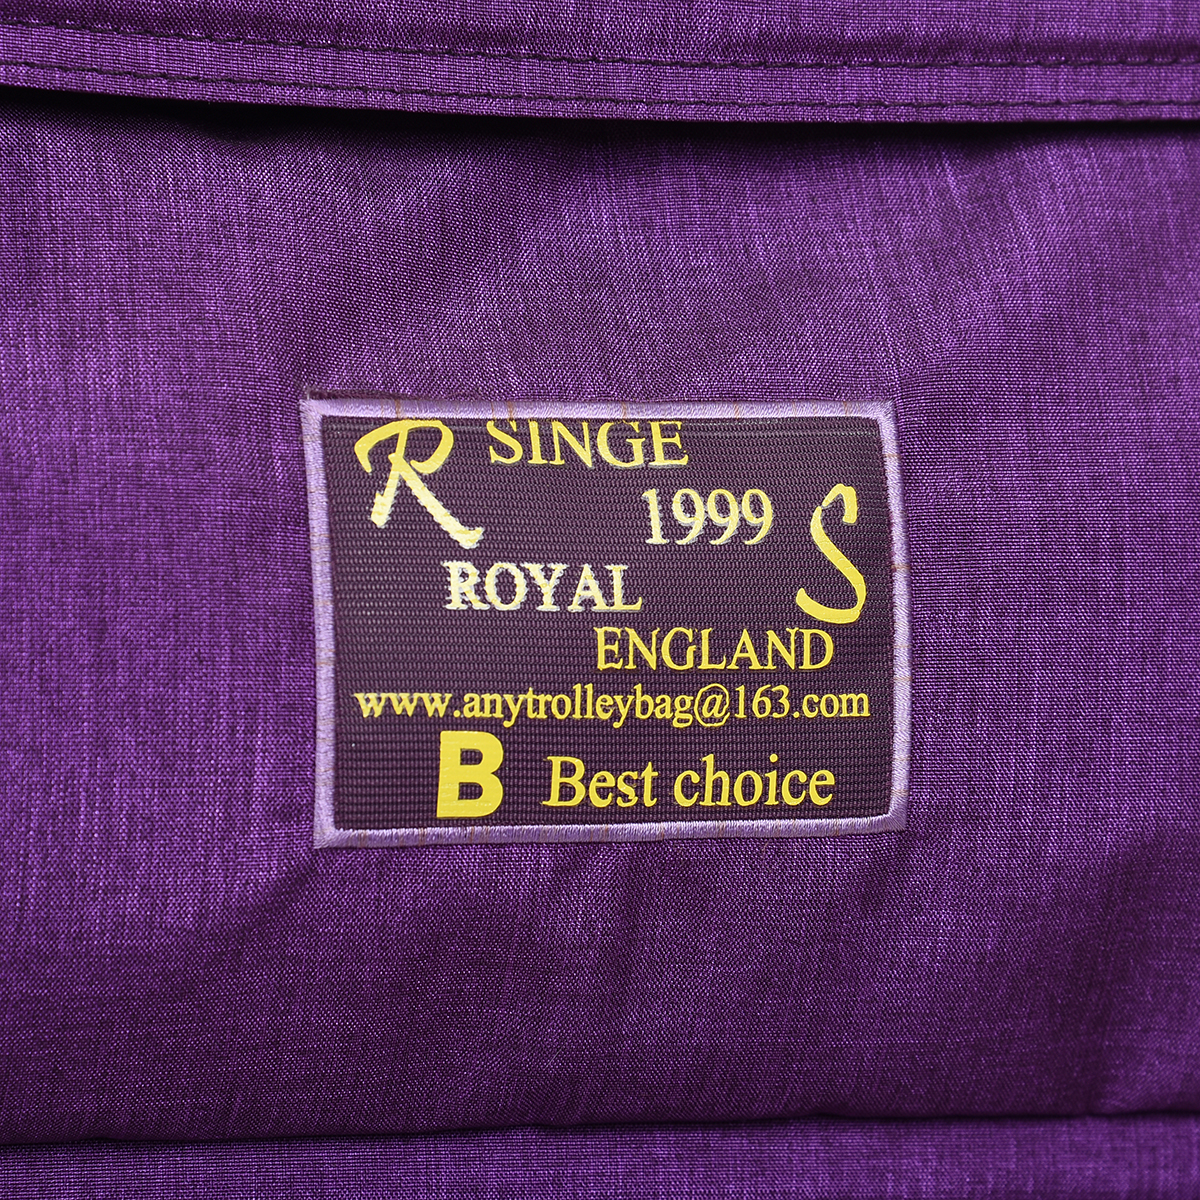 R SINGE
1999 S
ROYAL
ENGLAND
www.anytrolleybag@163.com
B Best choice